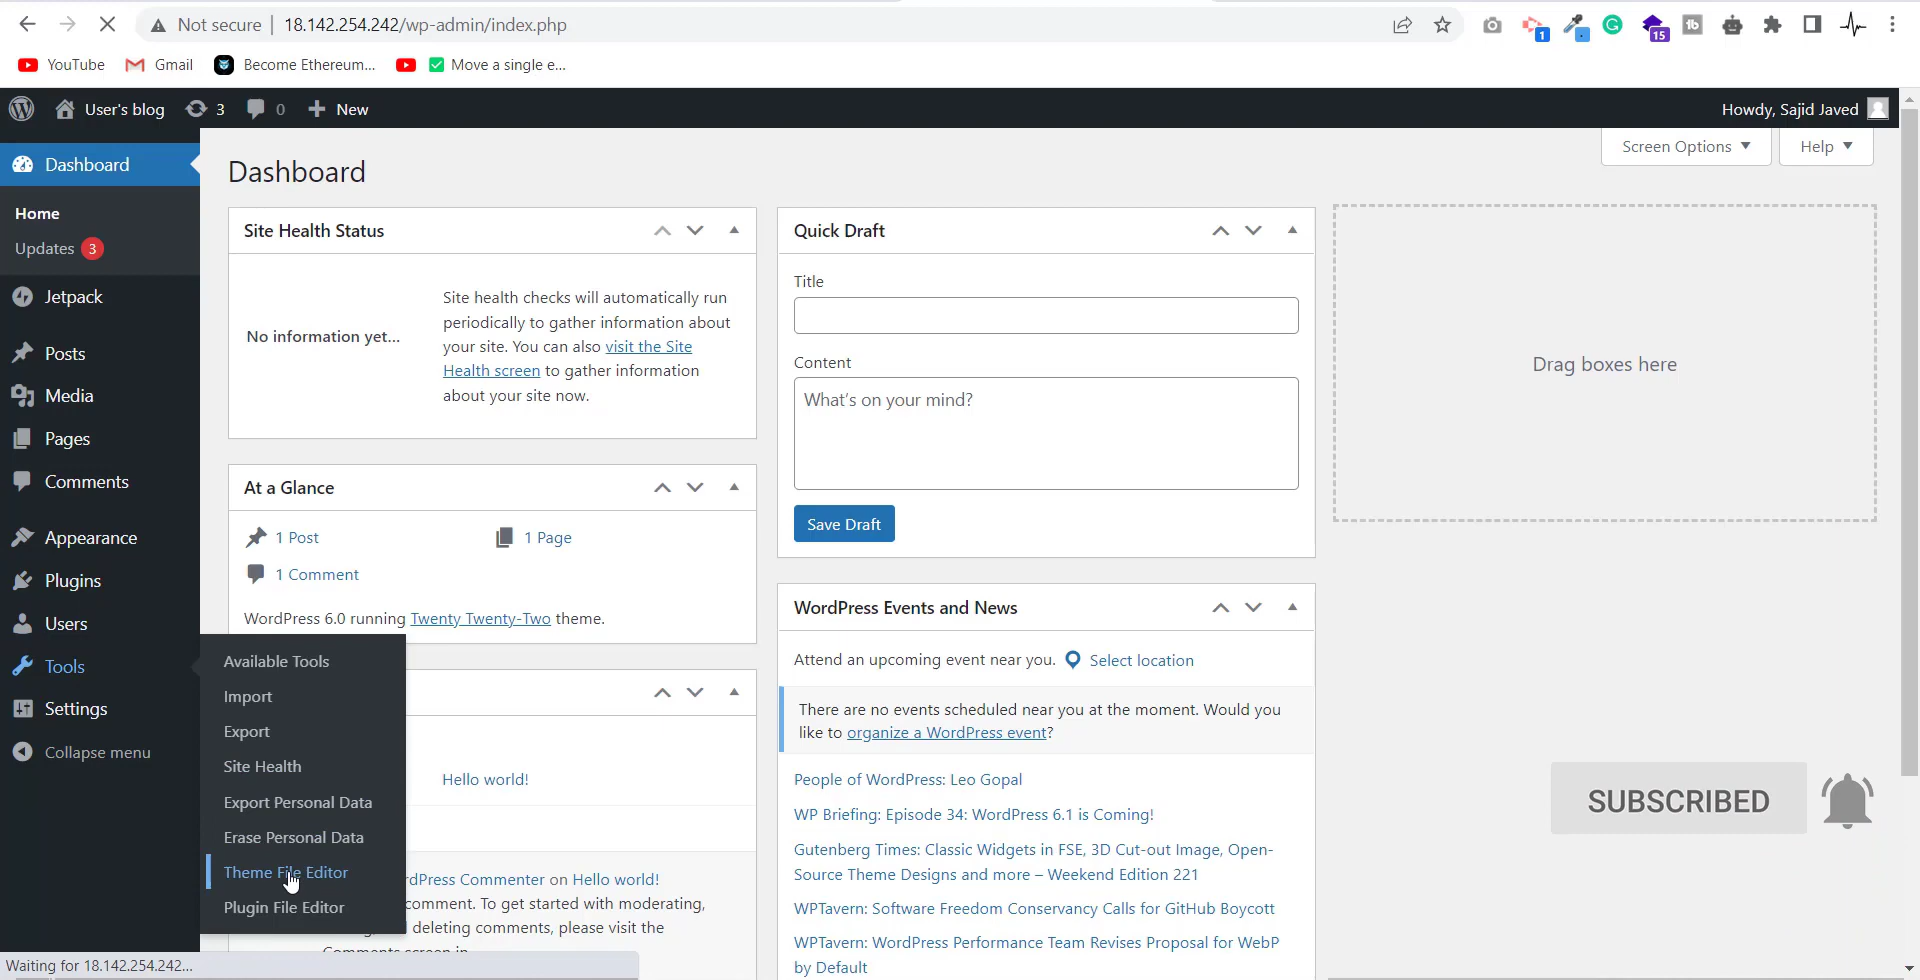 Not secure | 18.142.254.242/wp-admin/index.php
1
15
tb
YouTube Gmail Become Ethereum... Move a single e...
User's blog 3 0 New
Howdy, Sajid Javed
Dashboard
Home
Updates 3
Jetpack
Posts
Media
Pages
Comments
Appearance
Plugins
Users
Tools
Settings
Collapse menu
Available Tools
Import
Export
Site Health
Export Personal Data
Erase Personal Data
Theme File Editor
Plugin File Editor
Screen Options Help
Dashboard
Site Health Status
No information yet...
Site health checks will automatically run
periodically to gather information about
your site. You can also visit the Site
Health screen to gather information
about your site now.
At a Glance
1 Post 1 Page
1 Comment
WordPress 6.0 running Twenty Twenty-Two theme.
Hello world!
rdPress Commenter on Hello world!
comment. To get started with moderating,
deleting comments, please visit the
Comments screen in
Quick Draft
Title
Content
What's on your mind?
Save Draft
WordPress Events and News
Attend an upcoming event near you. Select location
There are no events scheduled near you at the moment. Would you
like to organize a WordPress event?
People of WordPress: Leo Gopal
WP Briefing: Episode 34: WordPress 6.1 is Coming!
Gutenberg Times: Classic Widgets in FSE, 3D Cut-out Image, Open-
Source Theme Designs and more – Weekend Edition 221
WPTavern: Software Freedom Conservancy Calls for GitHub Boycott
WPTavern: WordPress Performance Team Revises Proposal for WebP
by Default
Drag boxes here
SUBSCRIBED
Waiting for 18.142.254.242...